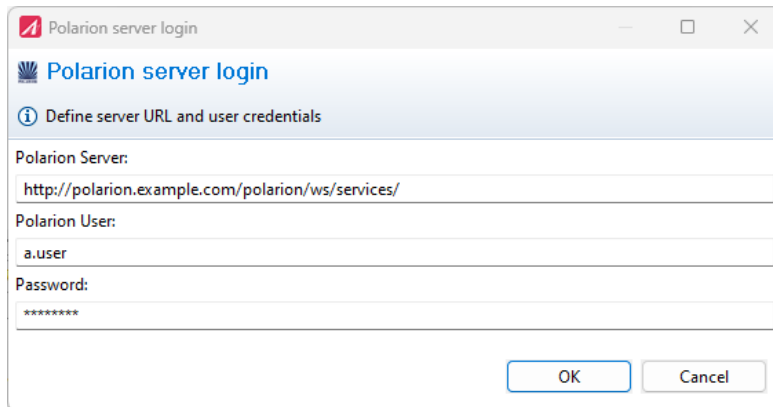 Polarion server login
Polarion server login
Define server URL and user credentials
Polarion Server:
http://polarion.example.com/polarion/ws/services/
Polarion User:
a.user
Password:
********
OK Cancel